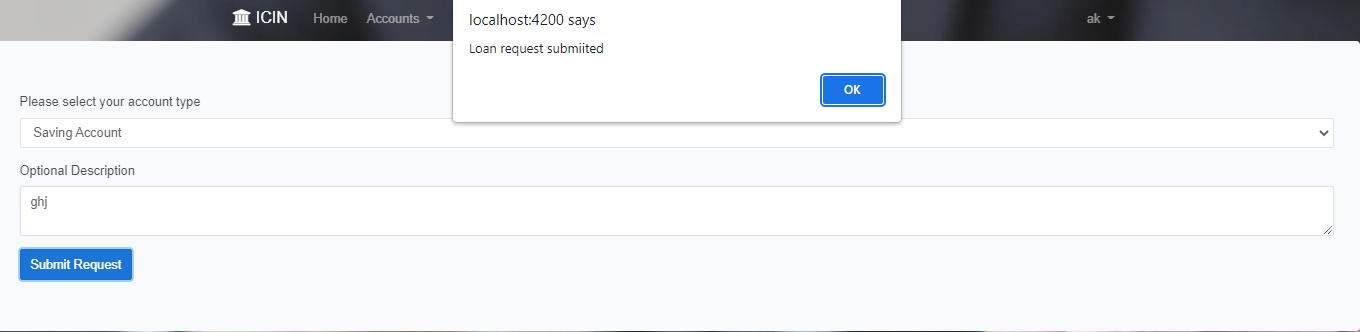 ICIN Home Accounts ak
localhost:4200 says
Loan request submiited
OK
Please select your account type
Saving Account
Optional Description
ghj
Submit Request